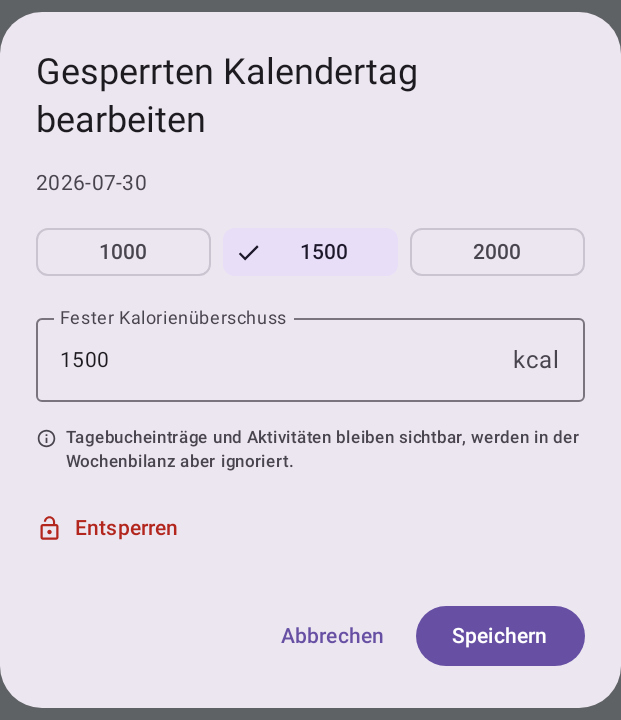 Gesperrten Kalendertag
bearbeiten
2026-07-30
1000
1500
2000
Fester Kalorienüberschuss
1500 kcal
Tagebucheinträge und Aktivitäten bleiben sichtbar, werden in der
Wochenbilanz aber ignoriert.
Entsperren
Abbrechen
Speichern